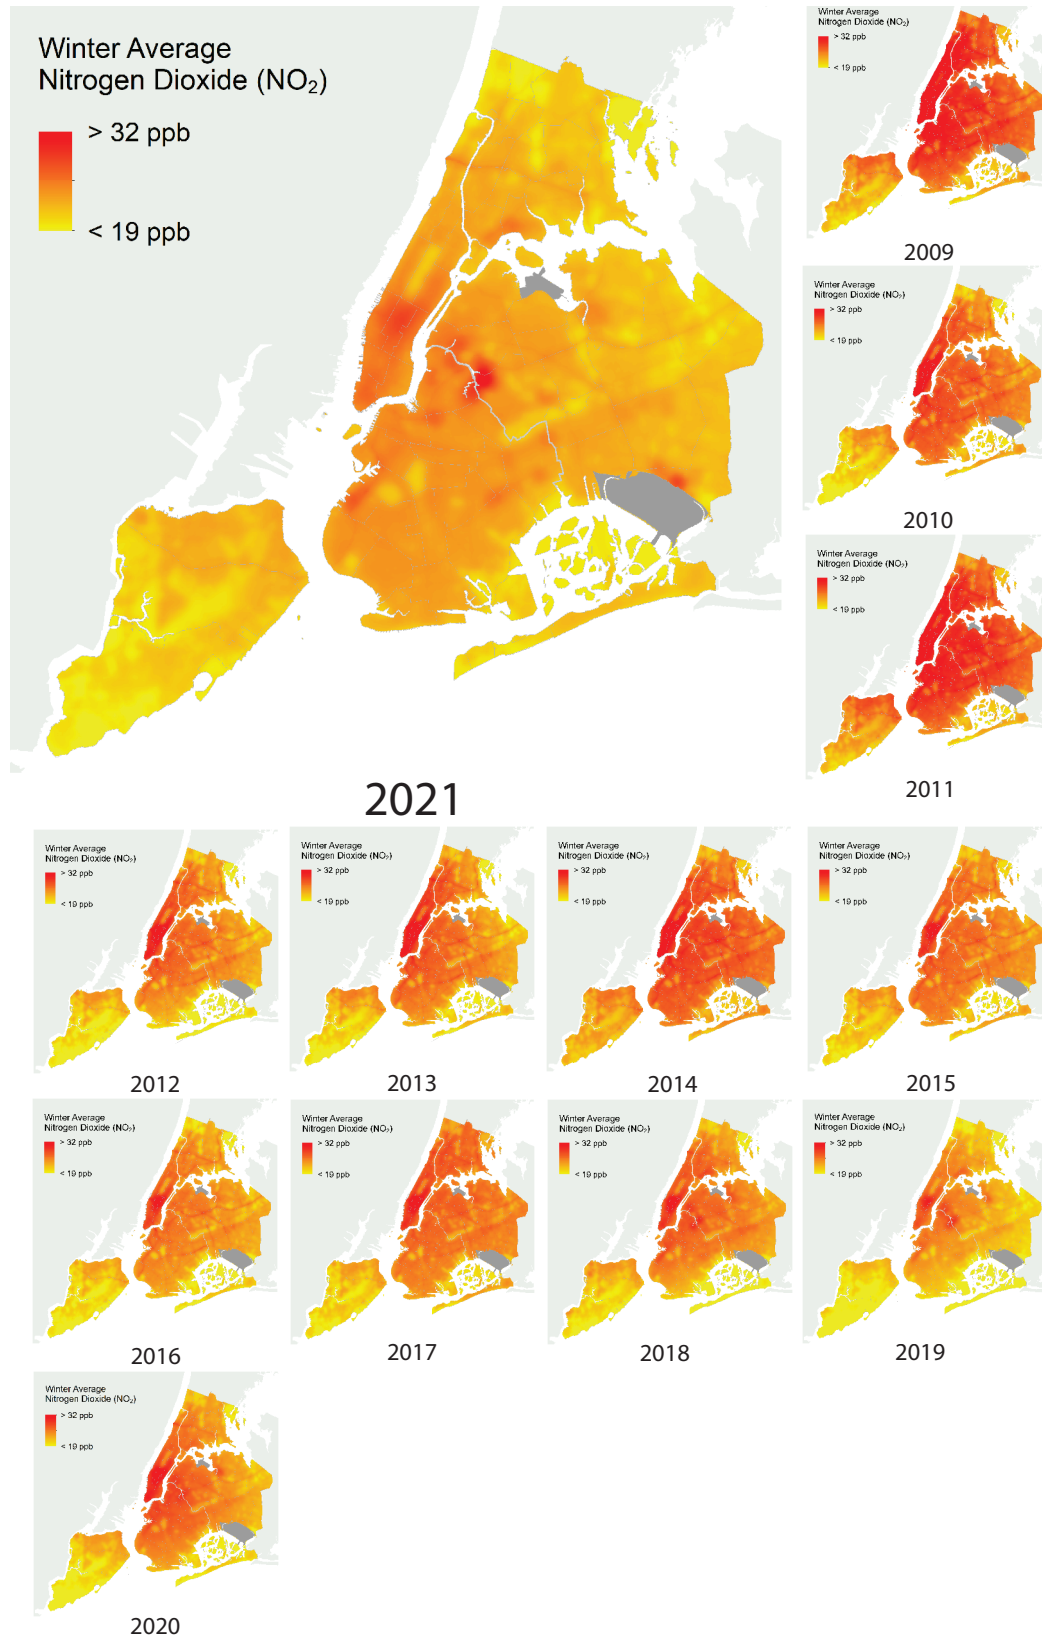 Winter Average
Nitrogen Dioxide (NO₂)
> 32 ppb
< 19 ppb
2021
Winter Average
Nitrogen Dioxide (NO₂)
> 32 ppb
< 19 ppb
2009
Winter Average
Nitrogen Dioxide (NO₂)
> 32 ppb
< 19 ppb
2010
Winter Average
Nitrogen Dioxide (NO₂)
> 32 ppb
< 19 ppb
2011
Winter Average
Nitrogen Dioxide (NO₂)
> 32 ppb
< 19 ppb
2012
Winter Average
Nitrogen Dioxide (NO₂)
> 32 ppb
< 19 ppb
2013
Winter Average
Nitrogen Dioxide (NO₂)
> 32 ppb
< 19 ppb
2014
Winter Average
Nitrogen Dioxide (NO₂)
> 32 ppb
< 19 ppb
2015
Winter Average
Nitrogen Dioxide (NO₂)
> 32 ppb
< 19 ppb
2016
Winter Average
Nitrogen Dioxide (NO₂)
> 32 ppb
< 19 ppb
2017
Winter Average
Nitrogen Dioxide (NO₂)
> 32 ppb
< 19 ppb
2018
Winter Average
Nitrogen Dioxide (NO₂)
> 32 ppb
< 19 ppb
2019
Winter Average
Nitrogen Dioxide (NO₂)
> 32 ppb
< 19 ppb
2020